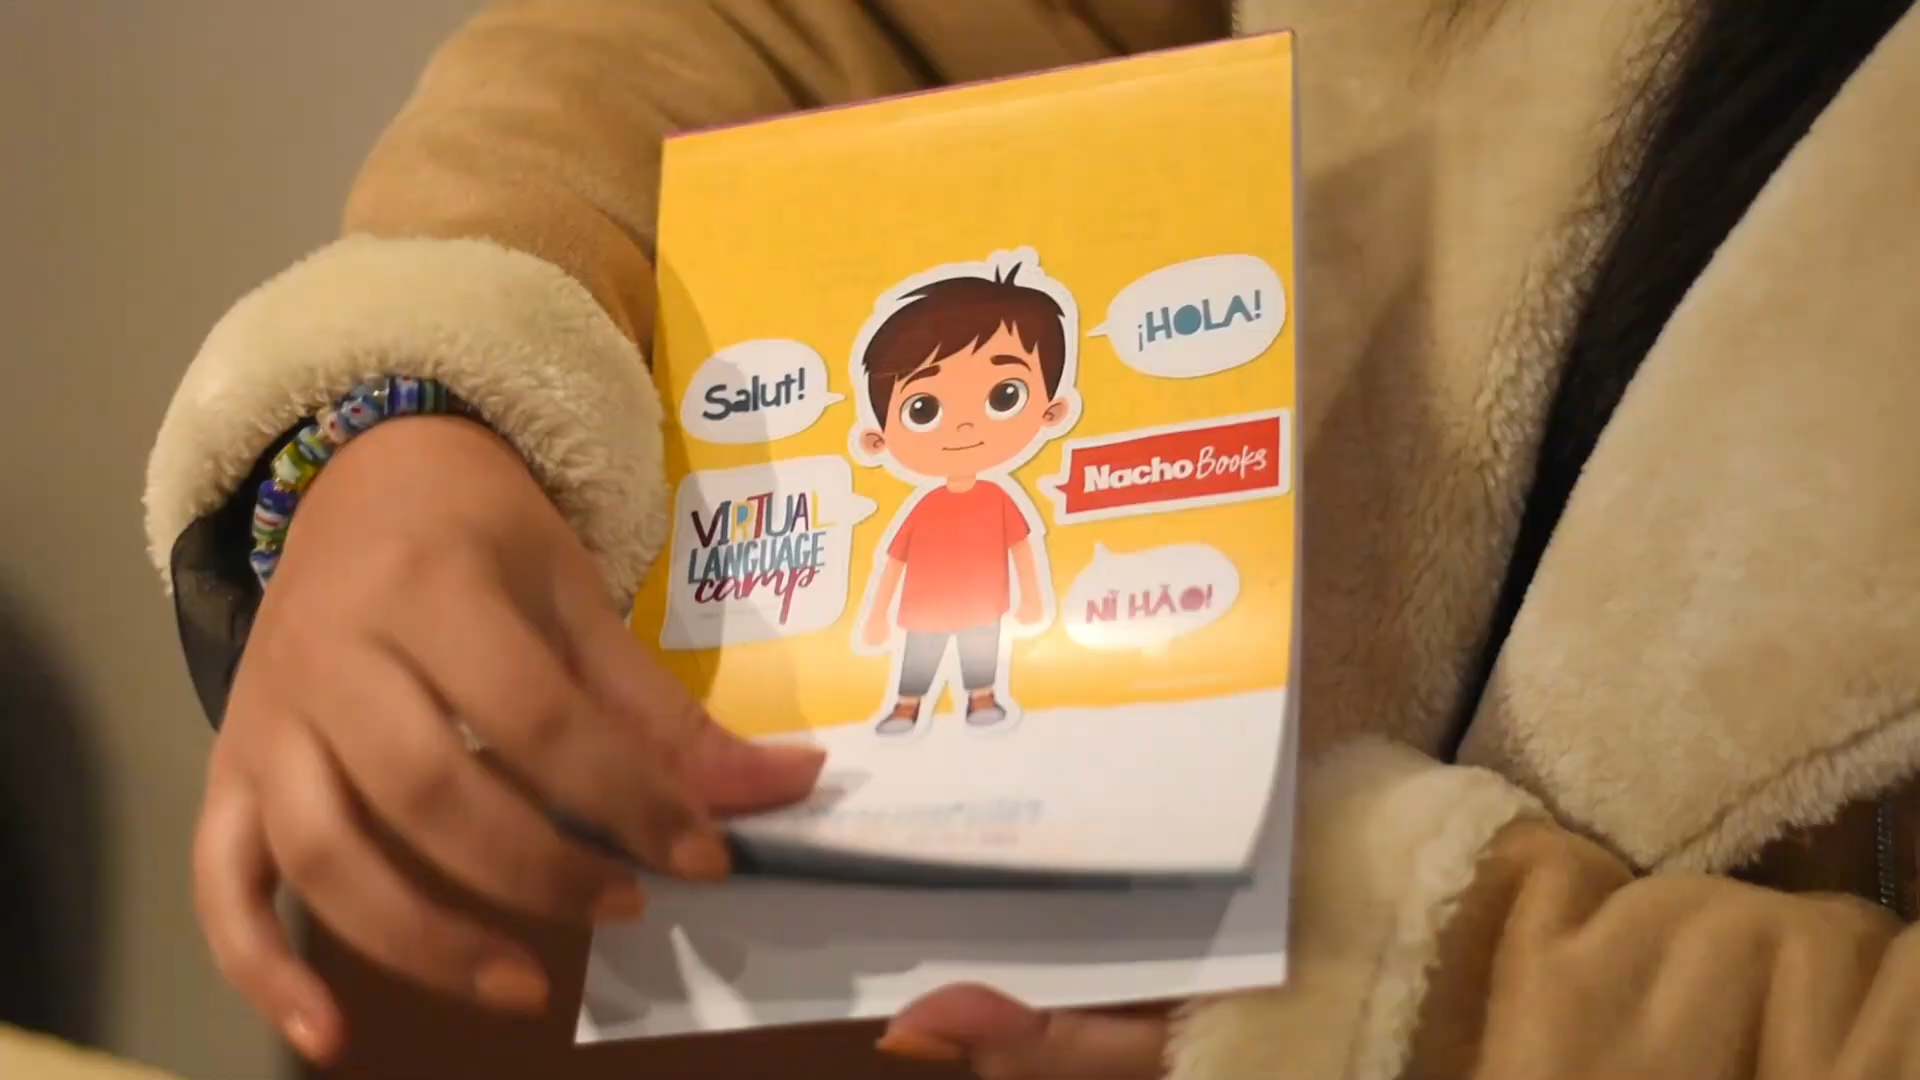 ¡HOLA!
Salut!
Nacho Books
VIRTUAL
LANGUAGE
camp
NǏ HǍO!